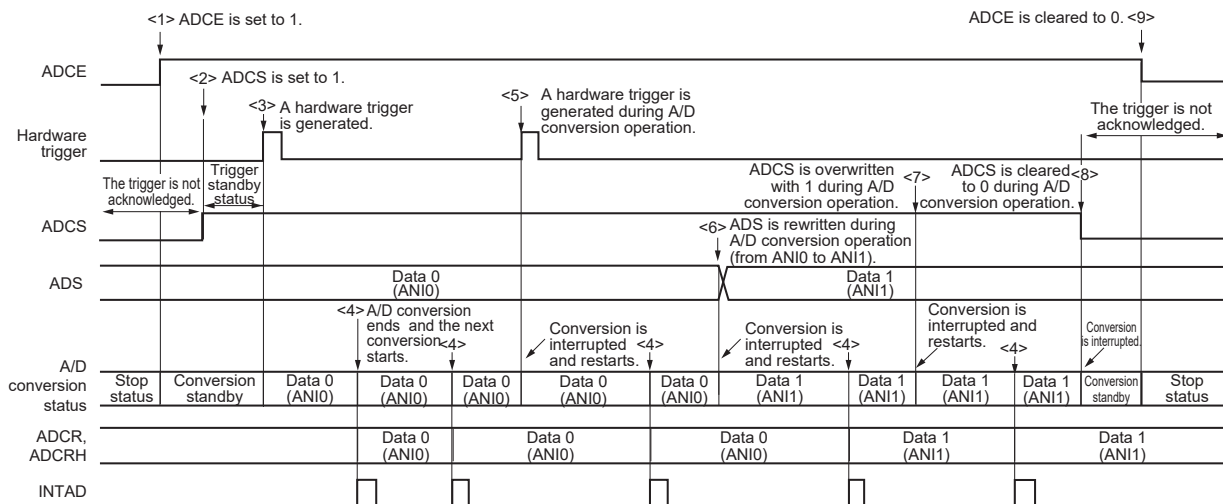 <1> ADCE is set to 1.
ADCE is cleared to 0. <9>
ADCE
<2> ADCS is set to 1.
<3> A hardware trigger
is generated.
<5> A hardware trigger is
generated during A/D
conversion operation.
The trigger is not
acknowledged.
Hardware
trigger
The trigger is not
acknowledged.
Trigger
standby
status
ADCS is overwritten
with 1 during A/D
conversion operation.
<7>
ADCS is cleared
to 0 during A/D
conversion operation.
<8>
ADCS
<6> ADS is rewritten during
A/D conversion operation
(from ANI0 to ANI1).
ADS
Data 0
(ANI0)
Data 1
(ANI1)
<4> A/D conversion
ends and the next
conversion
starts.
<4>
Conversion is
interrupted
and restarts.
<4>
Conversion is
interrupted
and restarts.
<4>
Conversion is
interrupted and
restarts.
<4>
Conversion
is interrupted.
A/D
conversion
status
Stop
status
Conversion
standby
Data 0
(ANI0)
Data 0
(ANI0)
Data 0
(ANI0)
Data 0
(ANI0)
Data 0
(ANI0)
Data 1
(ANI1)
Data 1
(ANI1)
Data 1
(ANI1)
Data 1
(ANI1)
Conversion
standby
Stop
status
ADCR,
ADCRH
Data 0
(ANI0)
Data 0
(ANI0)
Data 0
(ANI0)
Data 1
(ANI1)
Data 1
(ANI1)
INTAD